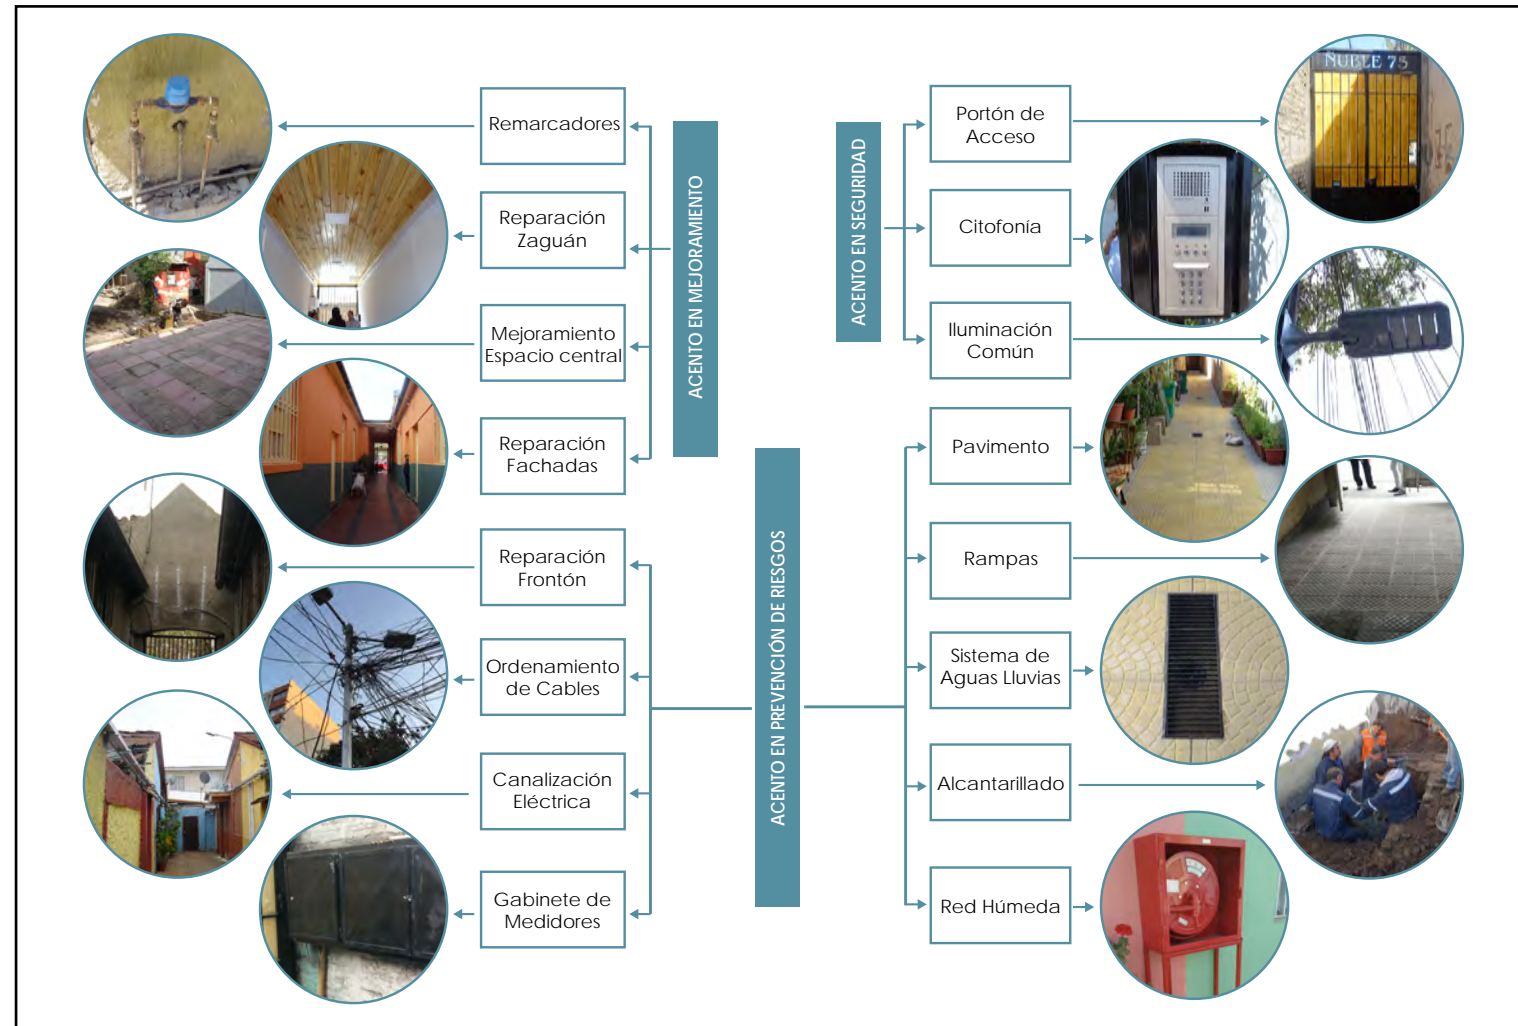 Remarcadores
Reparación
Zaguán
Mejoramiento
Espacio central
Reparación
Fachadas
ACENTO EN MEJORAMIENTO
Reparación
Frontón
Ordenamiento
de Cables
Canalización
Eléctrica
Gabinete de
Medidores
ACENTO EN PREVENCIÓN DE RIESGOS
ACENTO EN SEGURIDAD
Portón de
Acceso
ÑUBLE 75
Citofonía
Iluminación
Común
Pavimento
Rampas
Sistema de
Aguas Lluvias
Alcantarillado
Red Húmeda